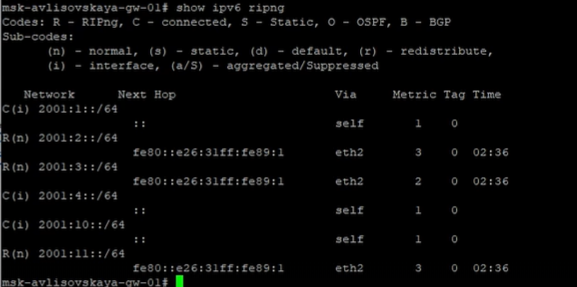 msk-avlisovskaya-gw-01# show ipv6 ripng
Codes: R - RIPng, C - connected, S - Static, O - OSPF, B - BGP
Sub-codes:
      (n) - normal, (s) - static, (d) - default, (r) - redistribute,
      (i) - interface, (a/S) - aggregated/Suppressed

   Network      Next Hop                      Via     Metric Tag Time
C(i) 2001:1::/64
                  ::                          self       1    0
R(n) 2001:2::/64
                  fe80::e26:31ff:fe89:1       eth2       3    0  02:36
R(n) 2001:3::/64
                  fe80::e26:31ff:fe89:1       eth2       2    0  02:36
C(i) 2001:4::/64
                  ::                          self       1    0
C(i) 2001:10::/64
                  ::                          self       1    0
R(n) 2001:11::/64
                  fe80::e26:31ff:fe89:1       eth2       3    0  02:36
msk-avlisovskaya-gw-01#